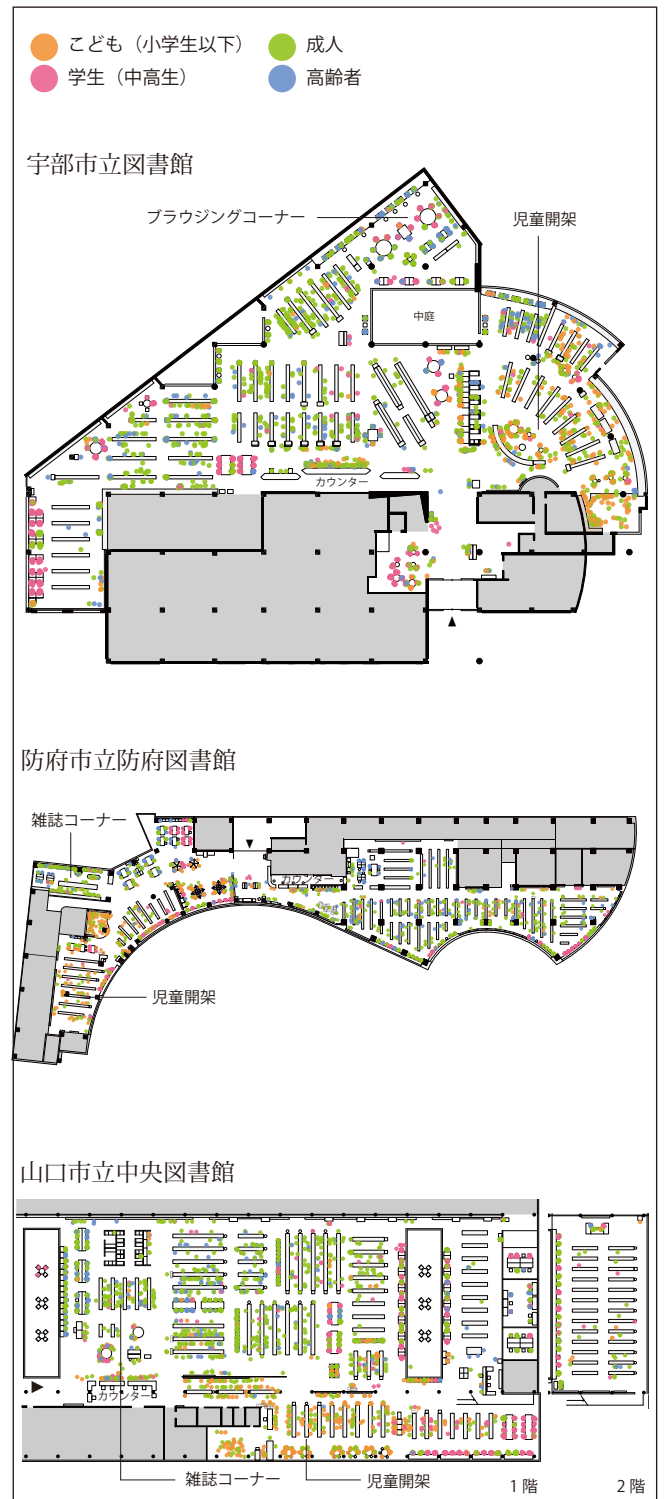 こども（小学生以下）
成人
学生（中高生）
高齢者
宇部市立図書館
ブラウジングコーナー
児童開架
中庭
カウンター
防府市立防府図書館
雑誌コーナー
カウンター
児童開架
山口市立中央図書館
カウンター
雑誌コーナー
児童開架
1 階
2 階